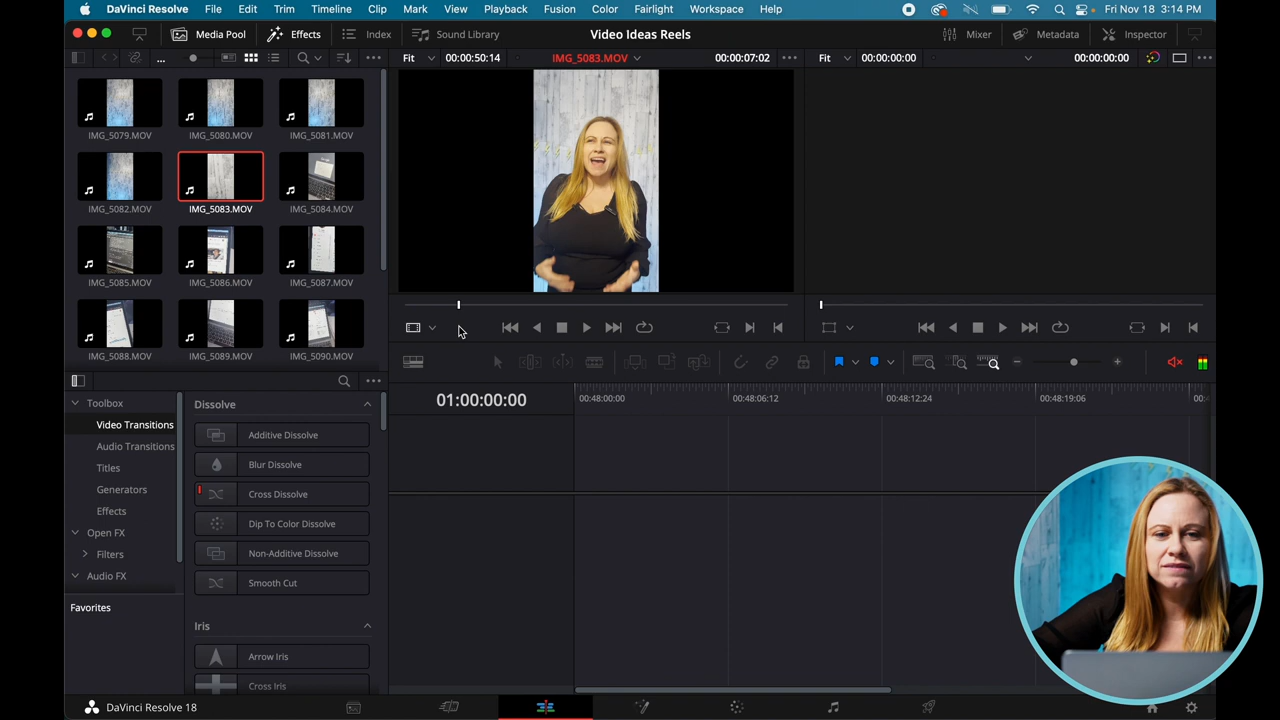 DaVinci Resolve File Edit Trim Timeline Clip Mark View Playback Fusion Color Fairlight Workspace Help Fri Nov 18 3:14 PM
Media Pool Effects Index Sound Library Video Ideas Reels Mixer Metadata Inspector
... Fit 00:00:50:14 IMG_5083.MOV 00:00:07:02 Fit 00:00:00:00 00:00:00:00
IMG_5079.MOV IMG_5080.MOV IMG_5081.MOV
IMG_5082.MOV IMG_5083.MOV IMG_5084.MOV
IMG_5085.MOV IMG_5086.MOV IMG_5087.MOV
IMG_5088.MOV IMG_5089.MOV IMG_5090.MOV
Toolbox
Video Transitions
Audio Transitions
Titles
Generators
Effects
Open FX
Filters
Audio FX
Favorites
Dissolve
Additive Dissolve
Blur Dissolve
Cross Dissolve
Dip To Color Dissolve
Non-Additive Dissolve
Smooth Cut
Iris
Arrow Iris
Cross Iris
01:00:00:00 00:48:00:00 00:48:06:12 00:48:12:24 00:48:19:06 00:4
DaVinci Resolve 18